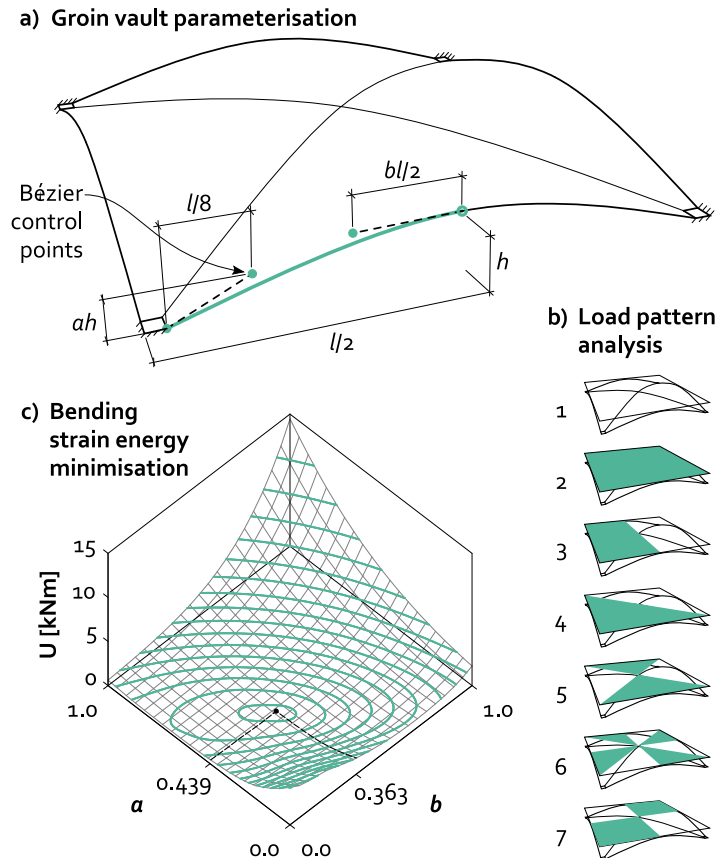 a) Groin vault parameterisation
Bézier
control
points
l/8
bl/2
ah
h
l/2
b) Load pattern
analysis
1
2
3
4
5
6
7
c) Bending
strain energy
minimisation
U [kNm]
15
10
5
0
1.0
1.0
0.439
0.363
a
b
0.0
0.0